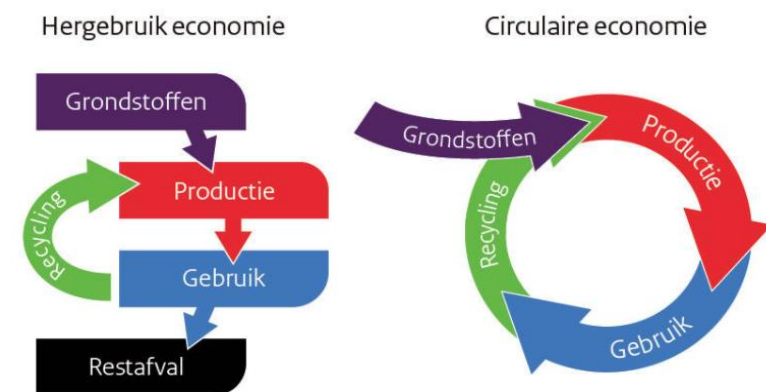 Hergebruik economie
Grondstoffen
Productie
Recycling
Gebruik
Restafval
Circulaire economie
Grondstoffen
Productie
Recycling
Gebruik